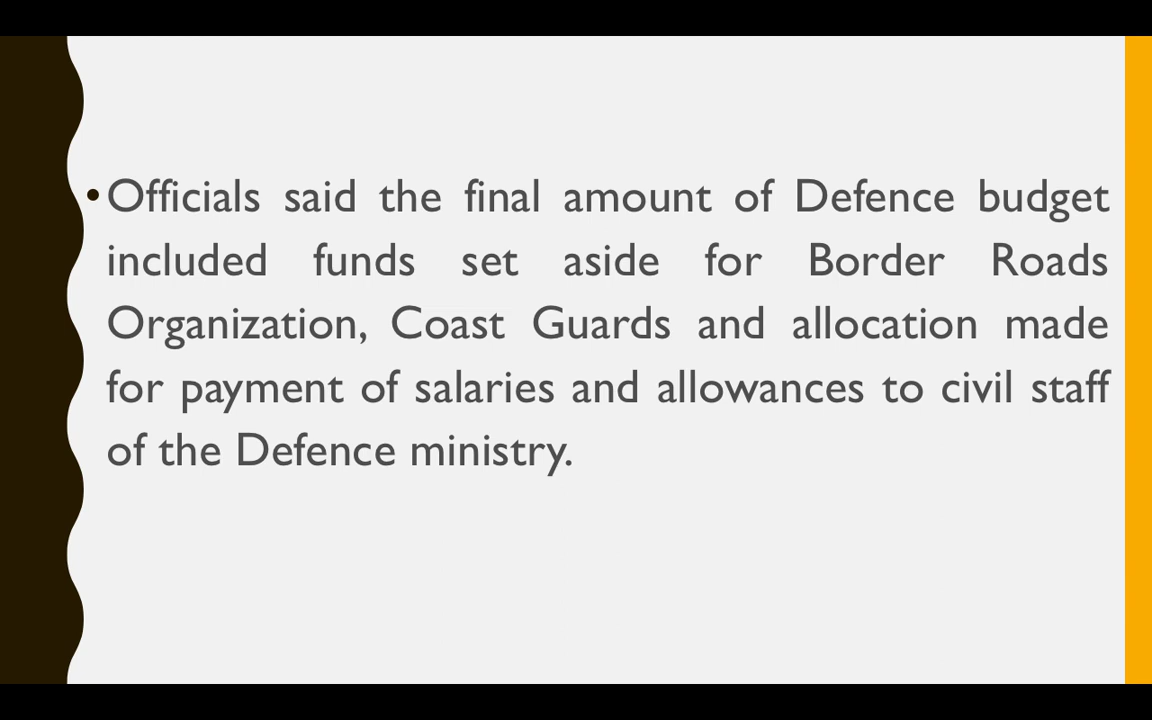 •Officials said the final amount of Defence budget
included funds set aside for Border Roads
Organization, Coast Guards and allocation made
for payment of salaries and allowances to civil staff
of the Defence ministry.